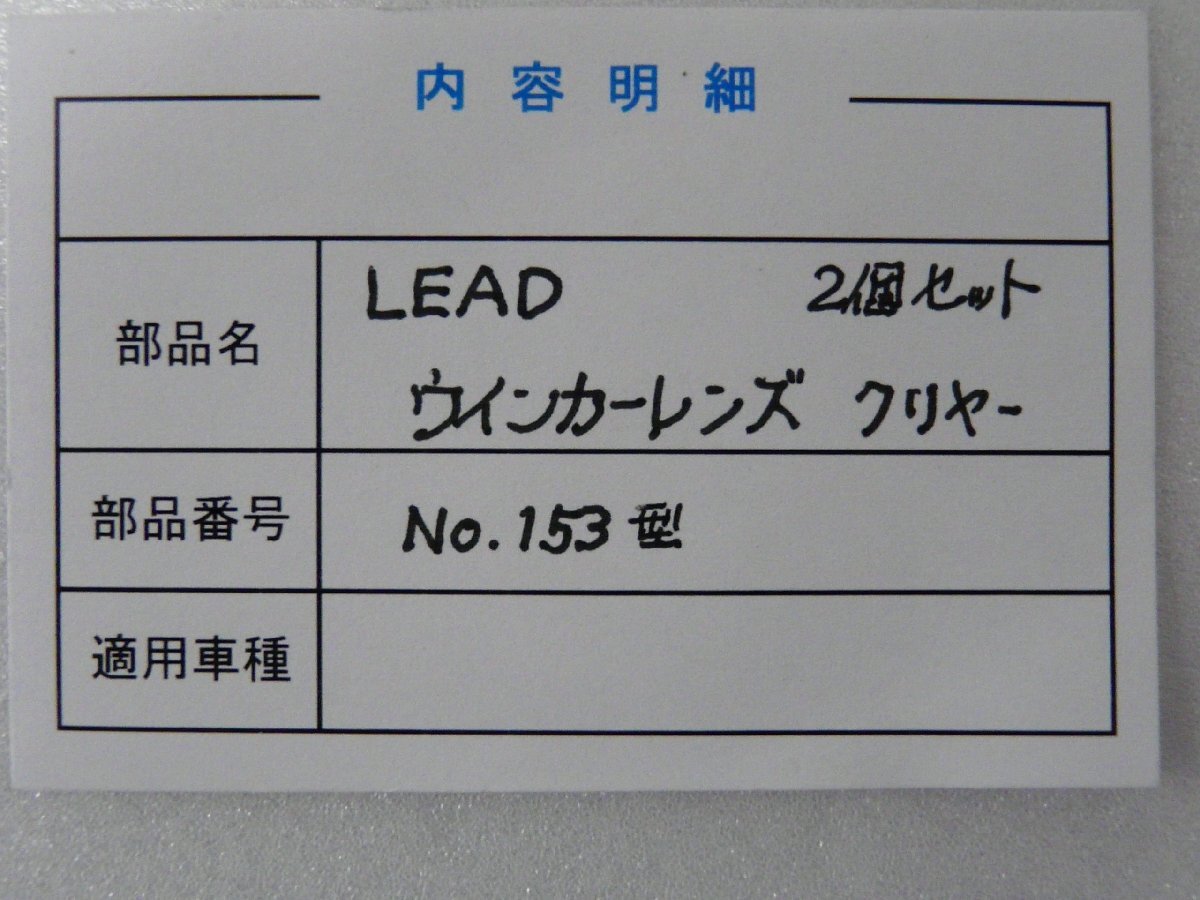 内容明細
部品名
LEAD 2個セット
ウインカーレンズ クリヤー
部品番号
No.153型
適用車種